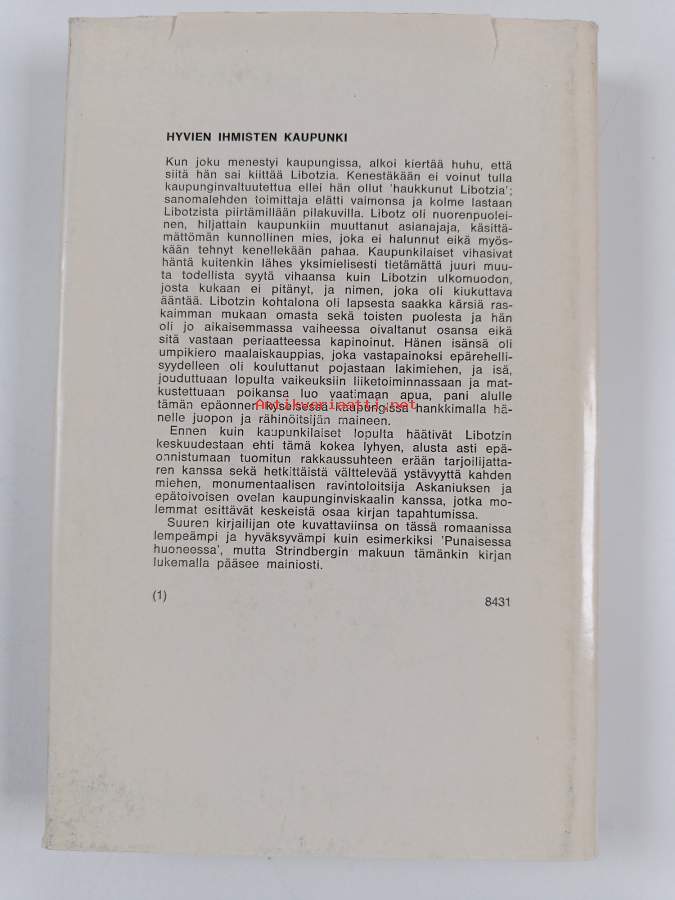 HYVIEN IHMISTEN KAUPUNKI
Kun joku menestyi kaupungissa, alkoi kiertää huhu, että
siitä hän sai kiittää Libotzia. Kenestäkään ei voinut tulla
kaupunginvaltuutettua ellei hän ollut 'haukkunut Libotzia';
sanomalehden toimittaja elätti vaimonsa ja kolme lastaan
Libotzista piirtämillään pilakuvilla. Libotz oli nuorenpuolei-
nen, hiljattain kaupunkiin muuttanut asianajaja, käsittä-
mättömän kunnollinen mies, joka ei halunnut eikä myös-
kään tehnyt kenellekään pahaa. Kaupunkilaiset vihasivat
häntä kuitenkin lähes yksimielisesti tietämättä juuri muu-
ta todellista syytä vihaansa kuin Libotzin ulkomuodon,
josta kukaan ei pitänyt, ja nimen, joka oli kiukuttava
ääntää. Libotzin kohtalona oli lapsesta saakka kärsiä ras-
kaimman mukaan omasta sekä toisten puolesta ja hän
oli jo aikaisemmassa vaiheessa oivaltanut osansa eikä
sitä vastaan periaatteessa kapinoinut. Hänen isänsä oli
umpikiero maalaiskauppias, joka vastapainoksi epärehelli-
syydelleen oli kouluttanut pojastaan lakimiehen, ja isä,
jouduttuaan lopulta vaikeuksiin liiketoiminnassaan ja mat-
kustettuaan poikansa luo vaatimaan apua, pani alulle
tämän epäonnen kyseisessä kaupungissa hankkimalla hä-
nelle juopon ja rähinöitsijän maineen.
Antikvariaatti.net
Ennen kuin kaupunkilaiset lopulta häätivät Libotzin
keskuudestaan ehti tämä kokea lyhyen, alusta asti epä-
onnistumaan tuomitun rakkaussuhteen erään tarjoilijatta-
ren kanssa sekä hetkittäistä välttelevää ystävyyttä kahden
miehen, monumentaalisen ravintoloitsija Askaniuksen ja
epätoivoisen ovelan kaupunginviskaalin kanssa, jotka mo-
lemmat esittävät keskeistä osaa kirjan tapahtumissa.
Suuren kirjailijan ote kuvattaviinsa on tässä romaanissa
lempeämpi ja hyväksyvämpi kuin esimerkiksi 'Punaisessa
huoneessa', mutta Strindbergin makuun tämänkin kirjan
lukemalla pääsee mainiosti.
(1) 8431